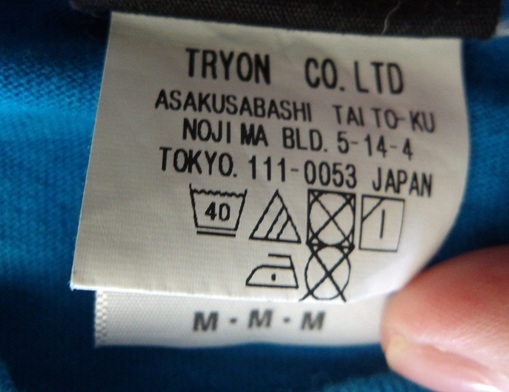 TRYON CO.LTD
ASAKUSABASHI TAITO-KU
NOJIMA BLD. 5-14-4
TOKYO. 111-0053 JAPAN
40
M - M - M